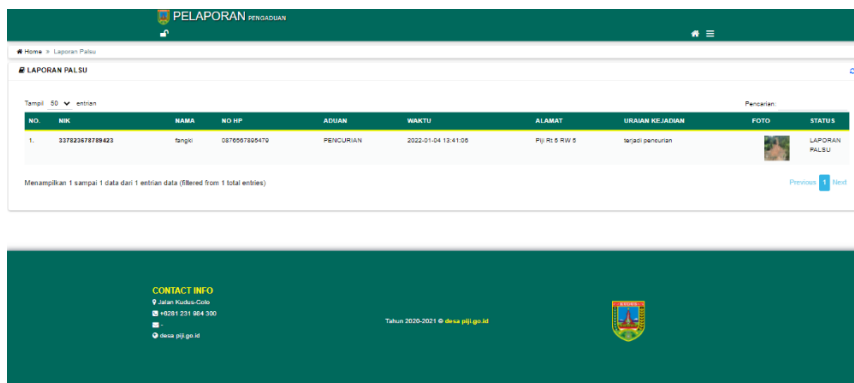 PELAPORAN PENGADUAN
Home » Laporan Palsu
LAPORAN PALSU
Tampil 50 entrian
Pencarian:
NO. NIK NAMA NO HP ADUAN WAKTU ALAMAT URAIAN KEJADIAN FOTO STATUS
1. 337823678789423 fangki 0876567895479 PENCURIAN 2022-01-04 13:41:06 Piji Rt 5 RW 5 terjadi pencurian LAPORAN
PALSU
Menampilkan 1 sampai 1 data dari 1 entrian data (filtered from 1 total entries)
Previous 1 Next
CONTACT INFO
Jalan Kudus-Colo
+6281 231 984 300
-
desa piji.go.id
Tahun 2020-2021 © desa piji.go.id
KUDUS